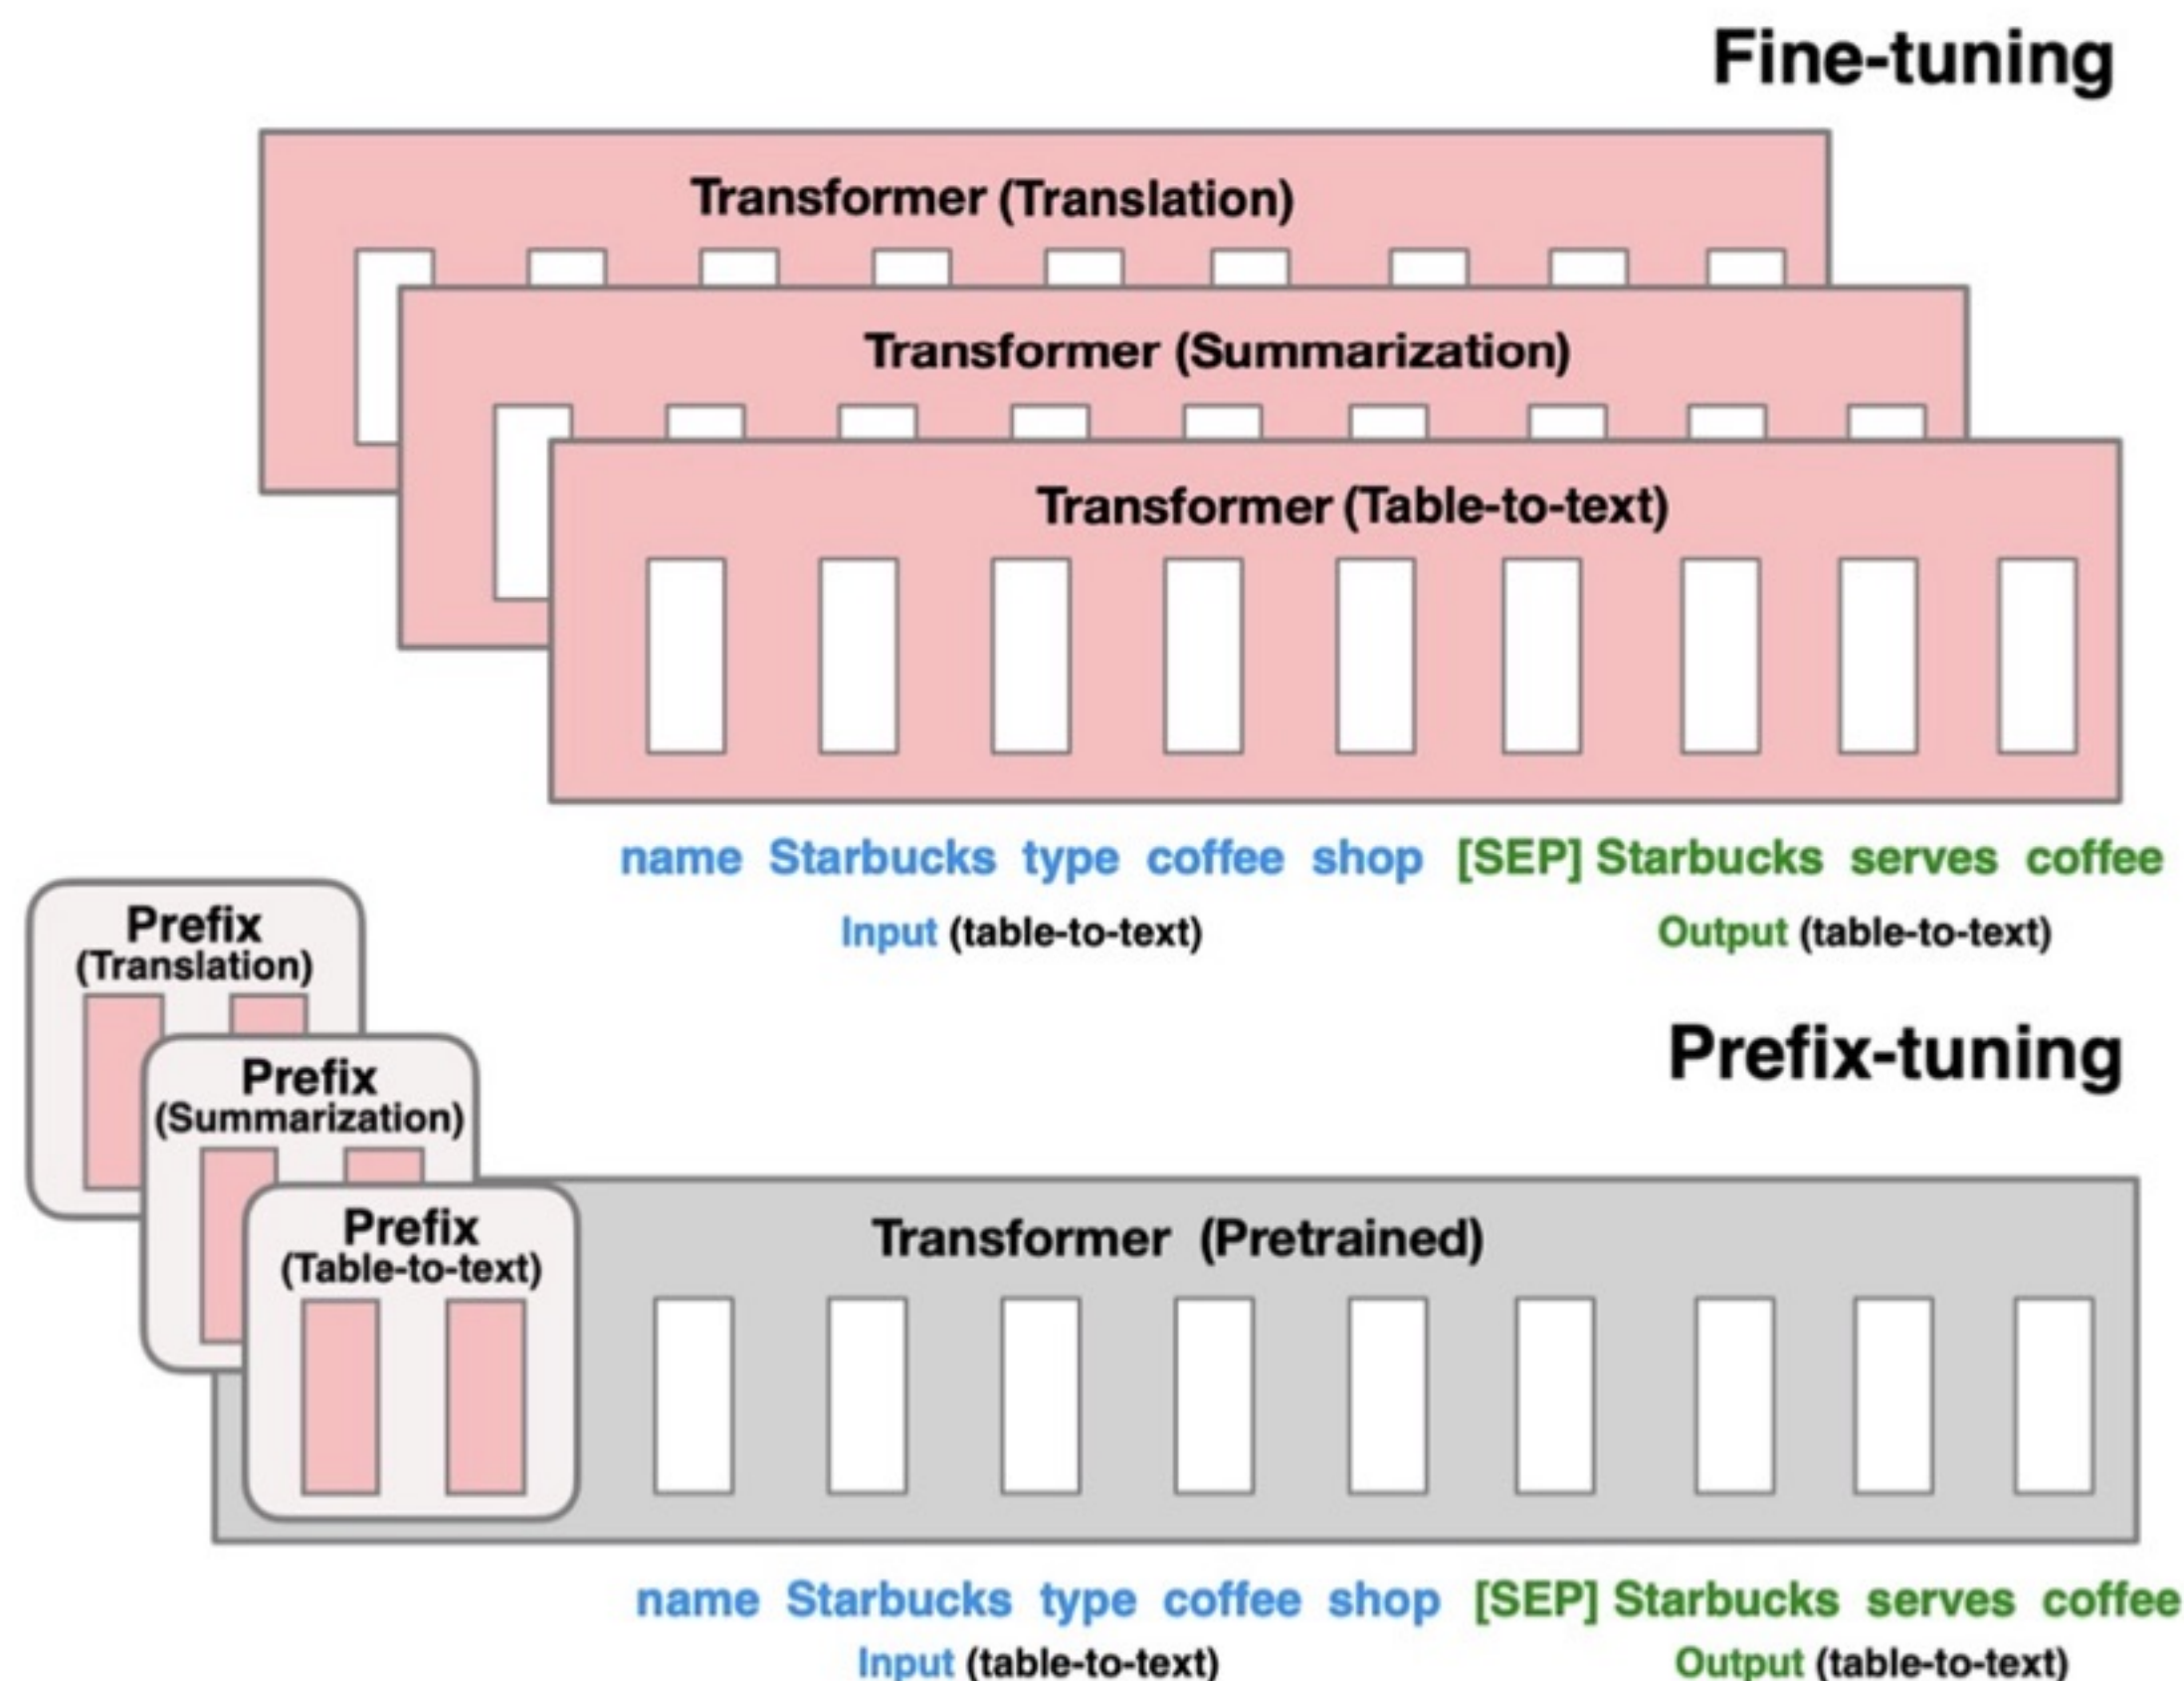 Fine-tuning
Transformer (Translation)
Transformer (Summarization)
Transformer (Table-to-text)
name Starbucks type coffee shop [SEP] Starbucks serves coffee
Input (table-to-text) Output (table-to-text)
Prefix
(Translation)
Prefix-tuning
Prefix
(Summarization)
Prefix
(Table-to-text)
Transformer (Pretrained)
name Starbucks type coffee shop [SEP] Starbucks serves coffee
Input (table-to-text) Output (table-to-text)